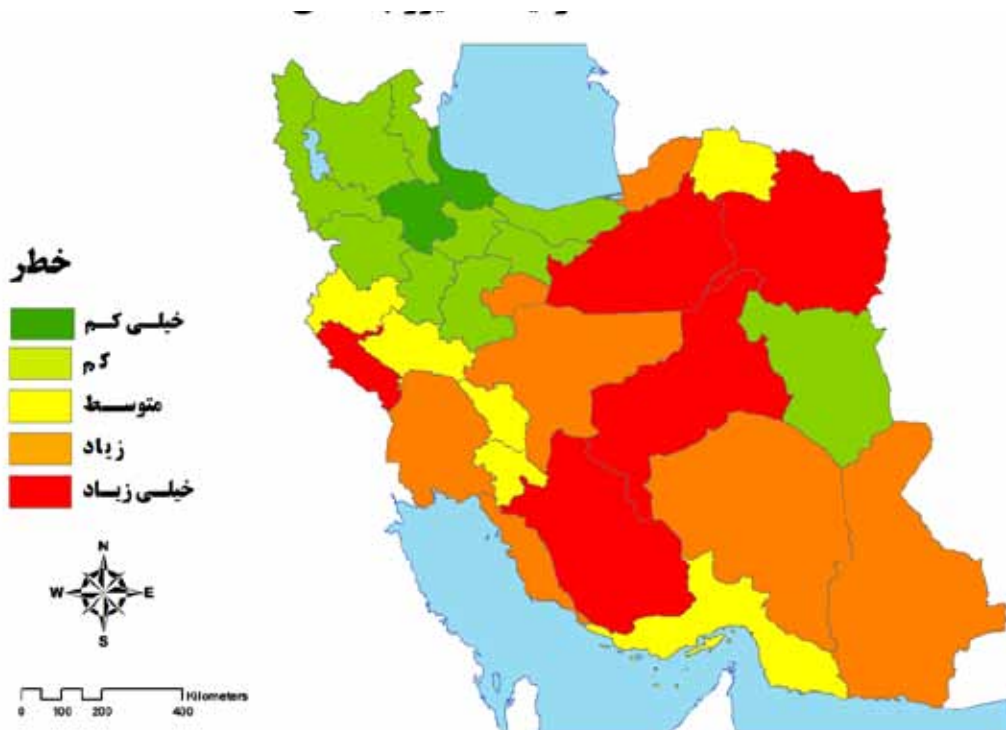 خطر
خیلی کم
کم
متوسط
زیاد
خیلی زیاد
N
W E
S
Kilometers
0 100 200 400